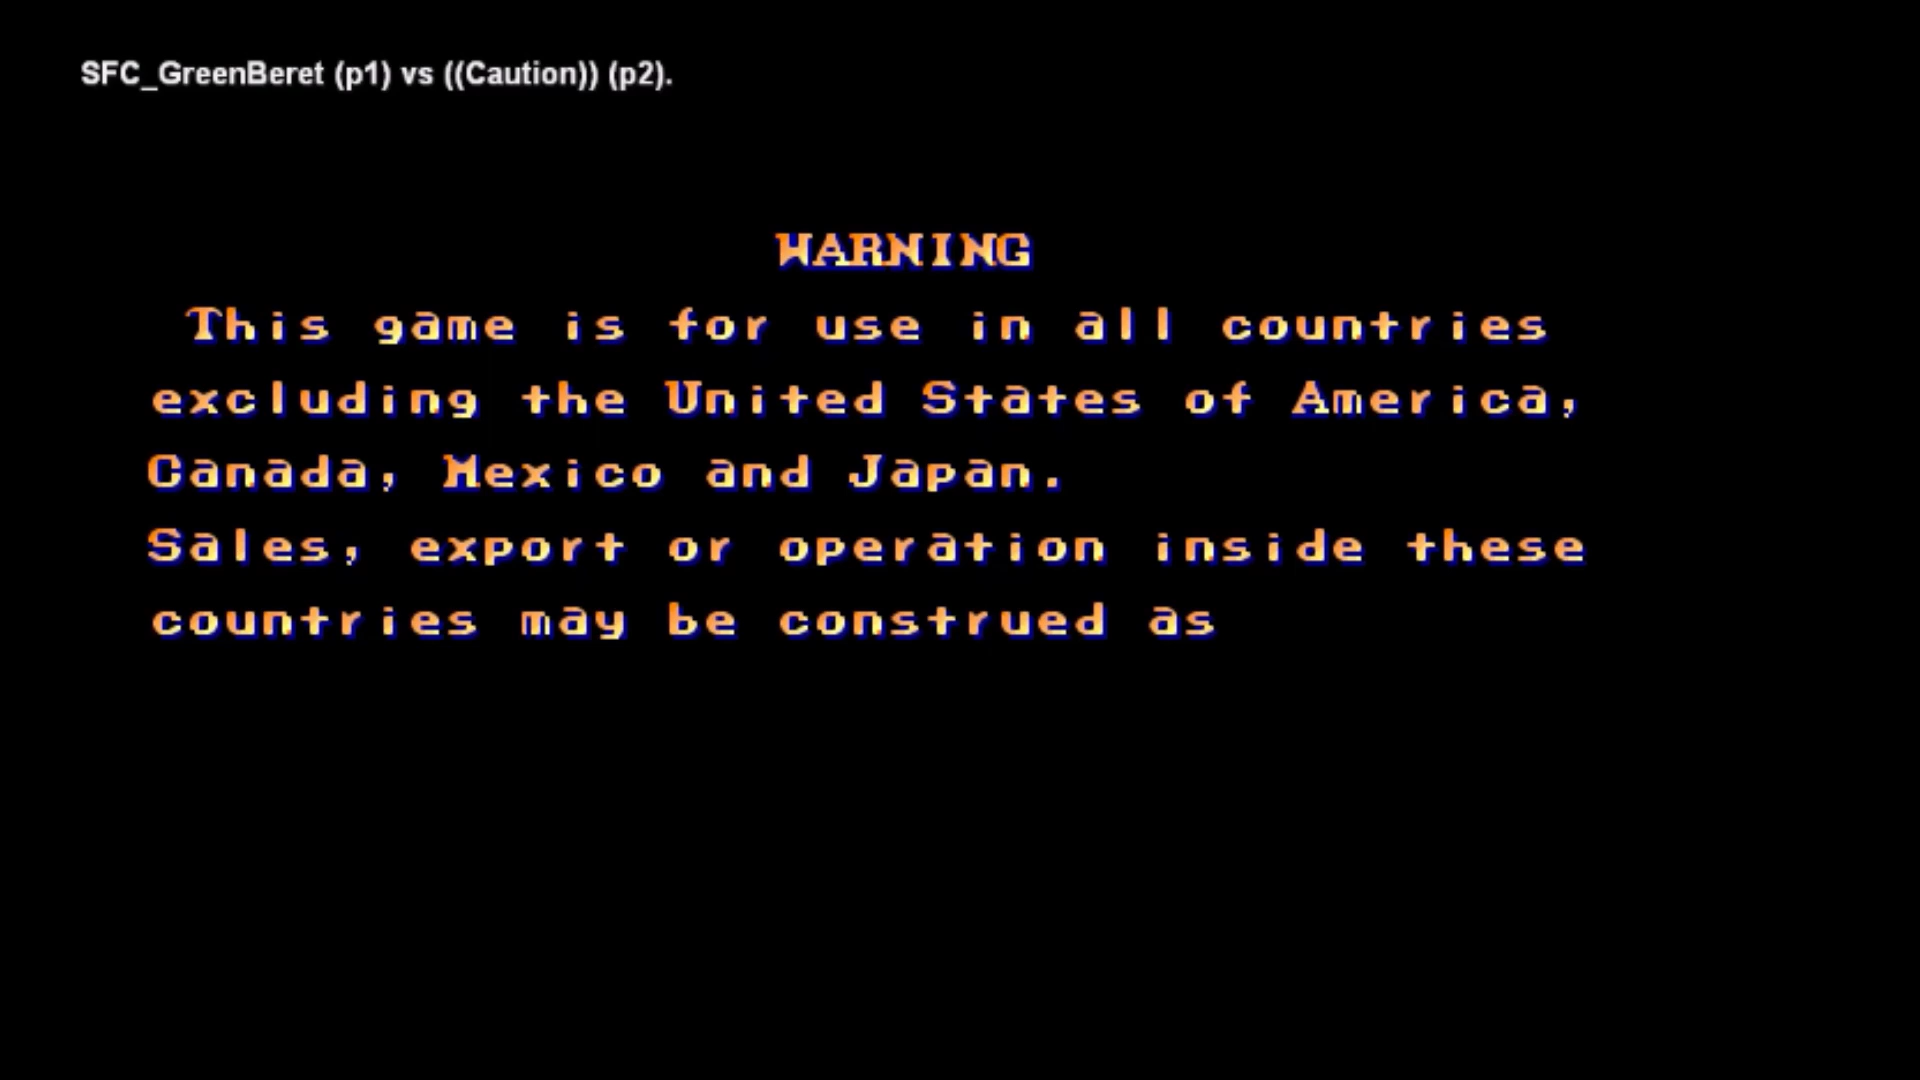 SFC_GreenBeret (p1) vs ((Caution)) (p2).
WARNING
This game is for use in all countries
excluding the United States of America,
Canada, Mexico and Japan.
Sales, export or operation inside these
countries may be construed as